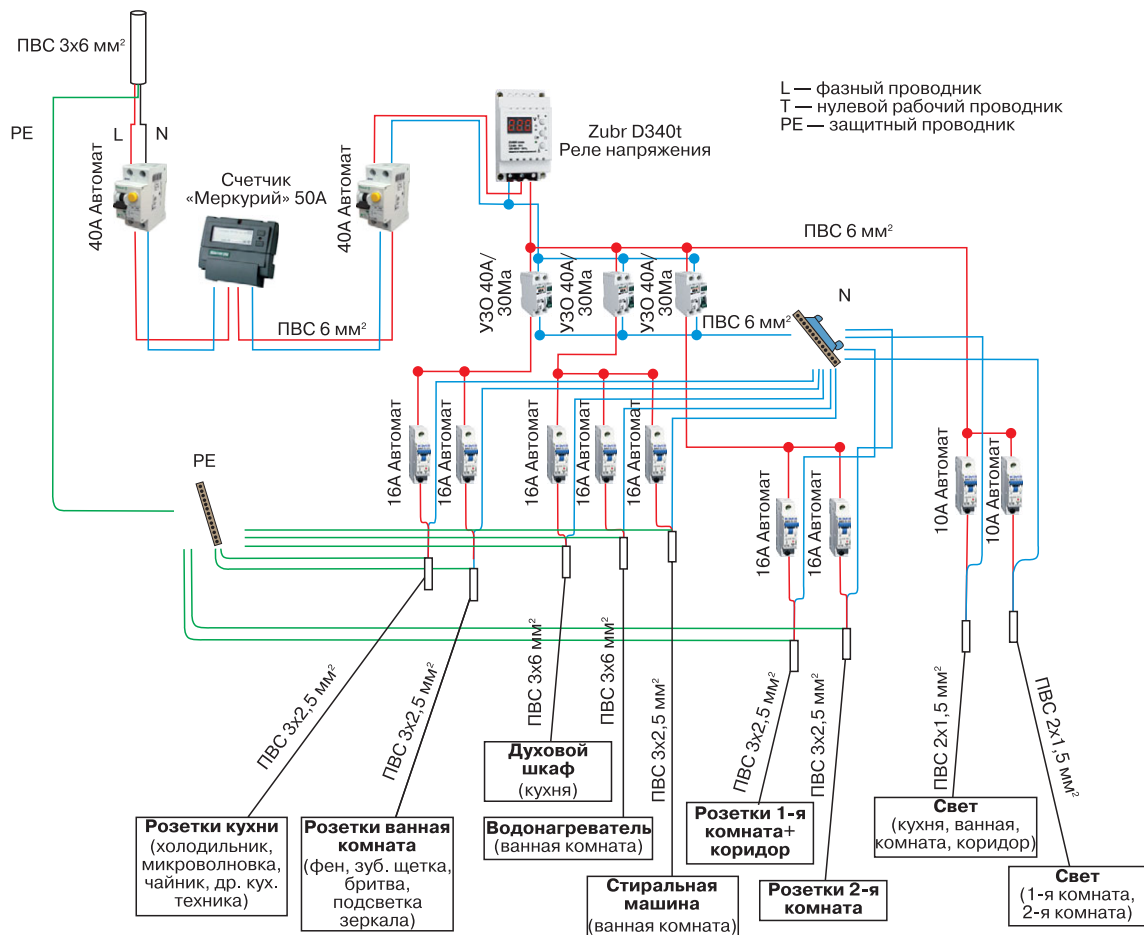 ПВС 3х6 мм²
PE
L
N
40А Автомат
Счетчик
«Меркурий» 50А
40А Автомат
ПВС 6 мм²
Zubr D340t
Реле напряжения
L — фазный проводник
T — нулевой рабочий проводник
PE — защитный проводник
ПВС 6 мм²
УЗО 40А/
30Ма
УЗО 40А/
30Ма
УЗО 40А/
30Ма
ПВС 6 мм²
N
16А Автомат
16А Автомат
16А Автомат
16А Автомат
16А Автомат
16А Автомат
16А Автомат
10А Автомат
10А Автомат
PE
ПВС 3х2,5 мм²
ПВС 3х2,5 мм²
ПВС 3х6 мм²
ПВС 3х6 мм²
ПВС 3х2,5 мм²
ПВС 3х2,5 мм²
ПВС 3х2,5 мм²
ПВС 2х1,5 мм²
ПВС 2х1,5 мм²
Розетки кухни
(холодильник,
микроволновка,
чайник, др. кух.
техника)
Розетки ванная
комната
(фен, зуб. щетка,
бритва,
подсветка
зеркала)
Духовой
шкаф
(кухня)
Водонагреватель
(ванная комната)
Стиральная
машина
(ванная комната)
Розетки 1-я
комната+
коридор
Розетки 2-я
комната
Свет
(кухня, ванная,
комната, коридор)
Свет
(1-я комната,
2-я комната)